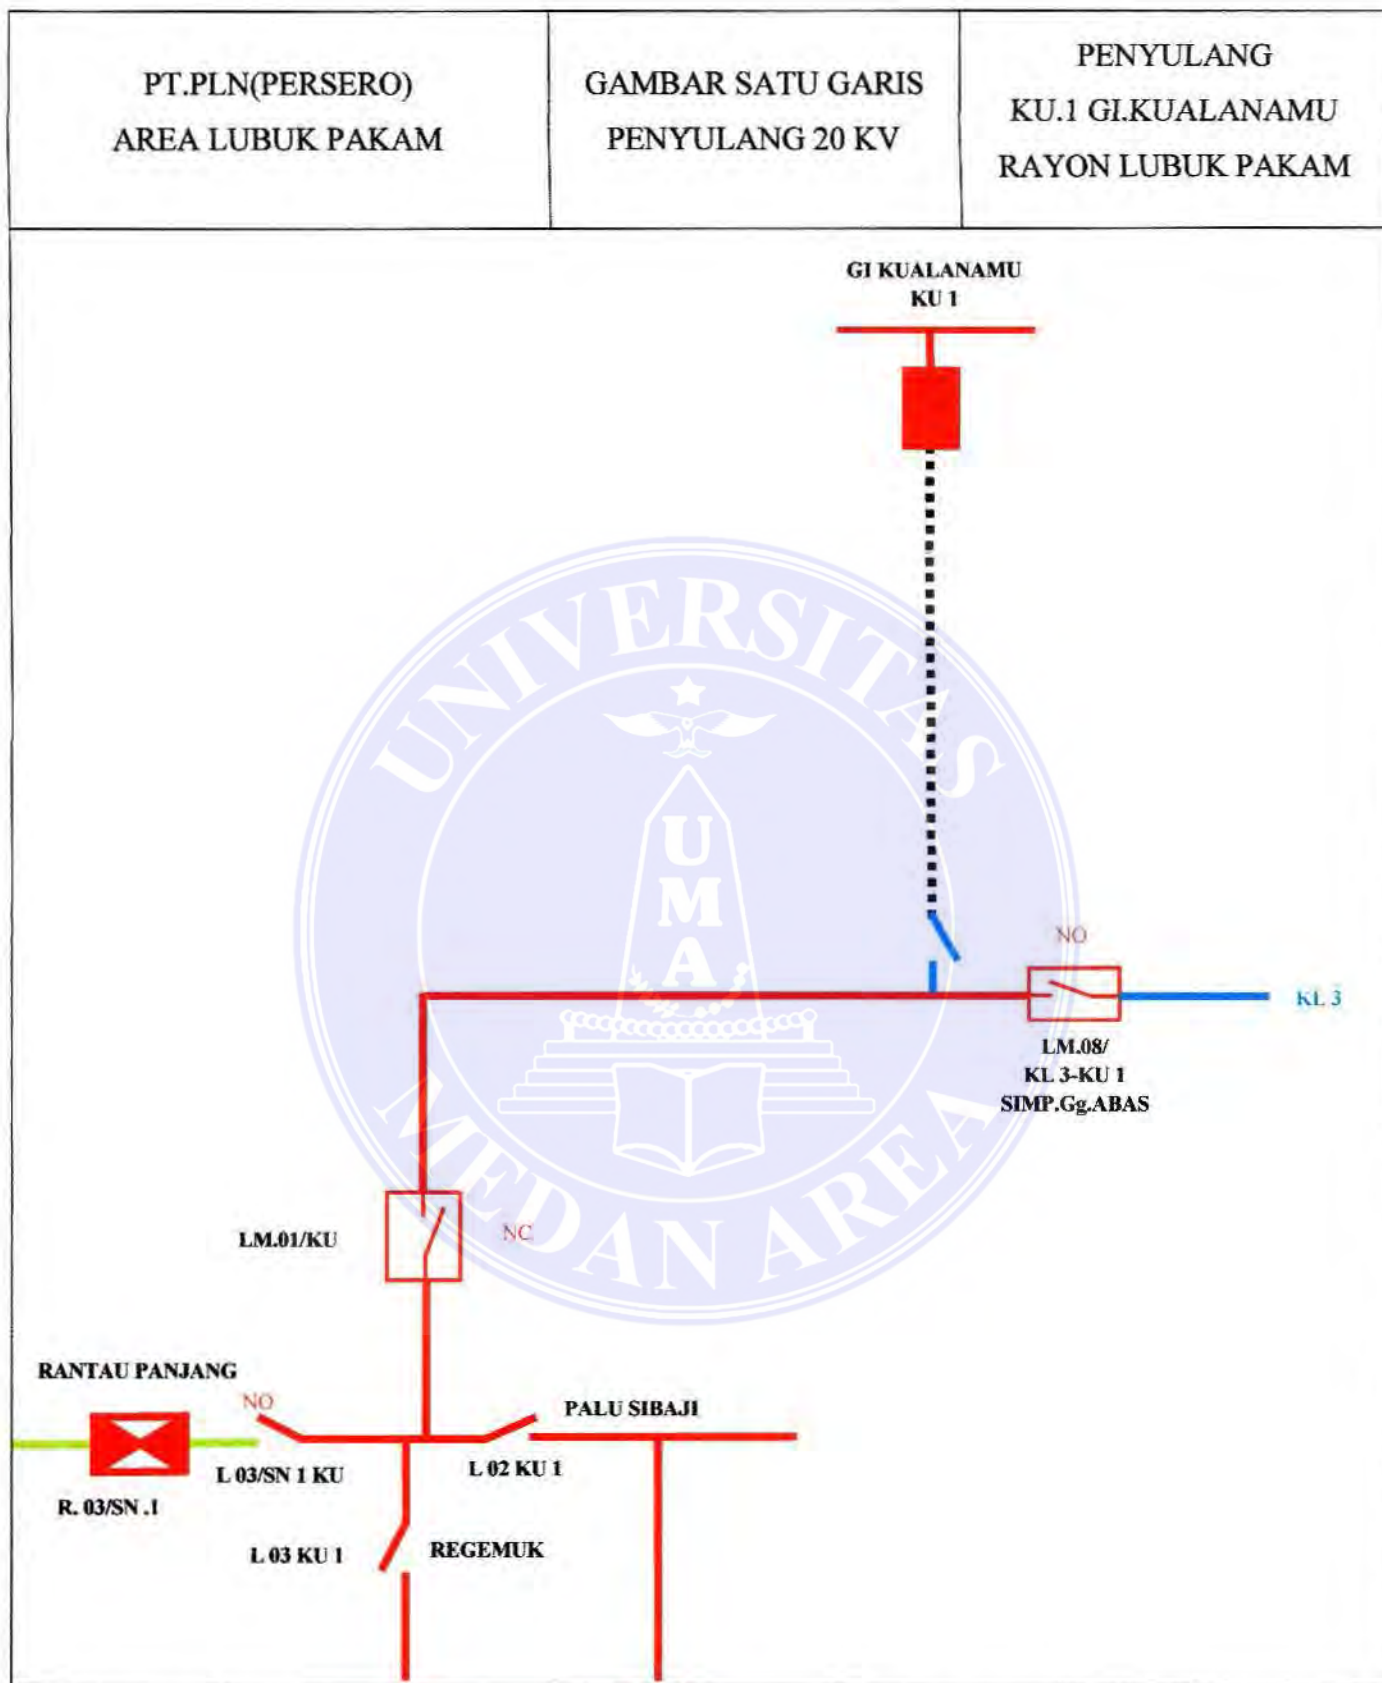 PT.PLN(PERSERO)
AREA LUBUK PAKAM
GAMBAR SATU GARIS
PENYULANG 20 KV
PENYULANG
KU.1 GI.KUALANAMU
RAYON LUBUK PAKAM
GI KUALANAMU
KU 1
UNIVERSITAS
UMA
MEDAN AREA
NO
KL 3
LM.08/
KL 3-KU 1
SIMP.Gg.ABAS
LM.01/KU
NC
RANTAU PANJANG
NO
PALU SIBAJI
L 03/SN 1 KU
L 02 KU 1
R. 03/SN .1
L 03 KU 1
REGEMUK